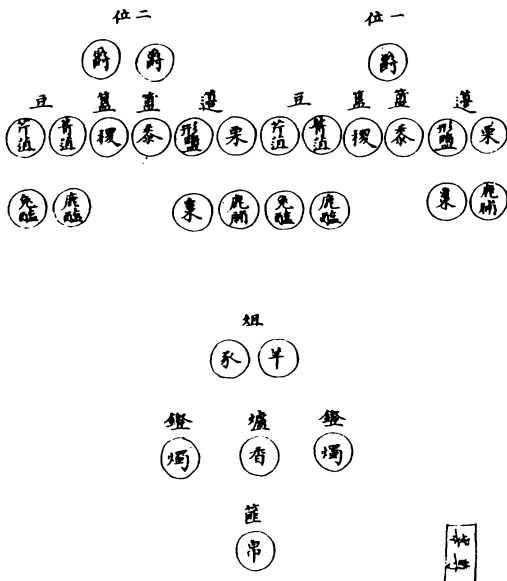 一位 二位
爵 爵 爵
籩 簠 簋 豆 籩 簠 簋 豆
栗 形鹽 黍 稷 菁菹 芹菹 栗 形鹽 黍 稷 菁菹 芹菹
鹿脯 棗 鹿醢 兔醢 鹿脯 棗 鹿醢 兔醢
俎
羊 豕
鐙 爐 鐙
燭 香 燭
篚
帛